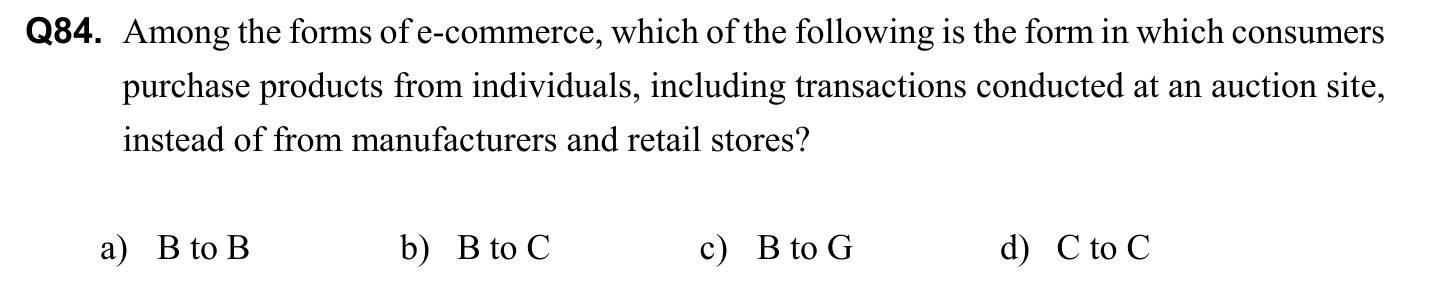 Q84. Among the forms of e-commerce, which of the following is the form in which consumers
purchase products from individuals, including transactions conducted at an auction site,
instead of from manufacturers and retail stores?
a) B to B b) B to C c) B to G d) C to C